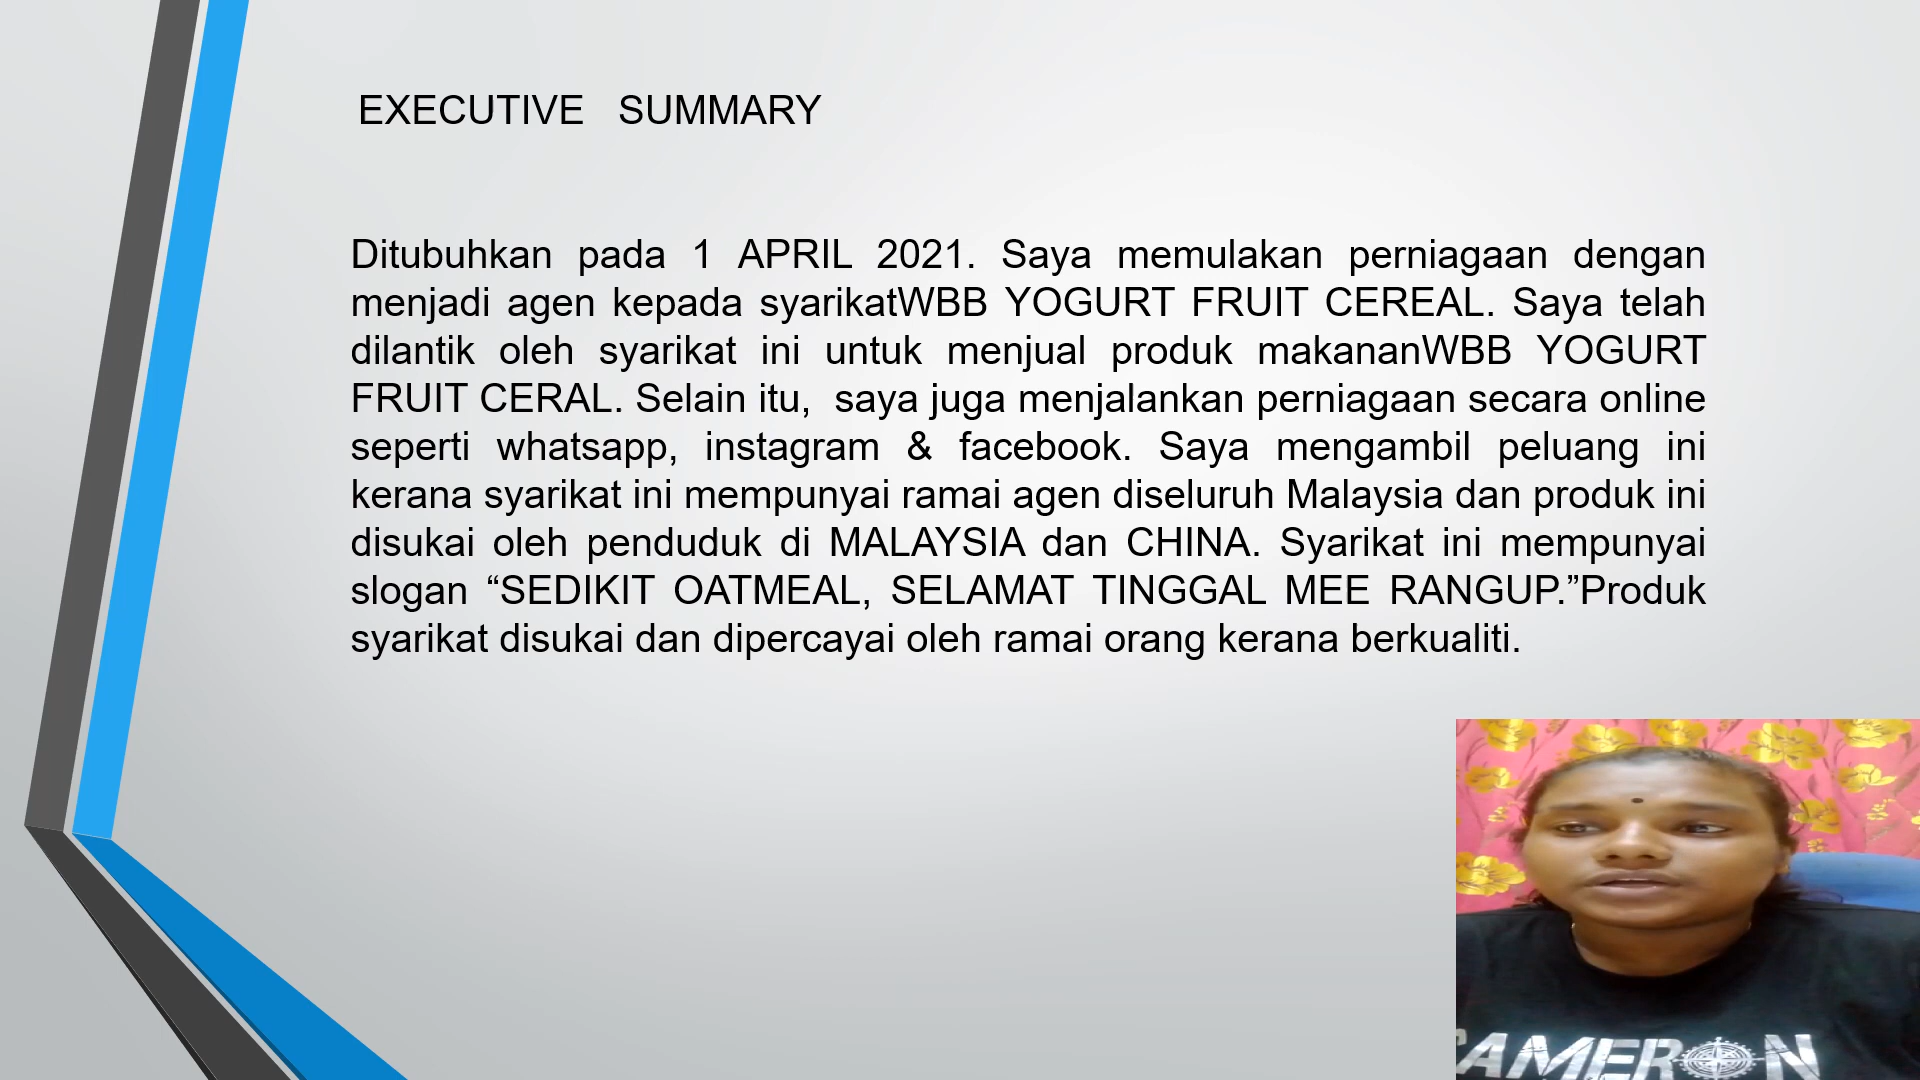 EXECUTIVE SUMMARY
Ditubuhkan pada 1 APRIL 2021. Saya memulakan perniagaan dengan
menjadi agen kepada syarikatWBB YOGURT FRUIT CEREAL. Saya telah
dilantik oleh syarikat ini untuk menjual produk makananWBB YOGURT
FRUIT CERAL. Selain itu, saya juga menjalankan perniagaan secara online
seperti whatsapp, instagram & facebook. Saya mengambil peluang ini
kerana syarikat ini mempunyai ramai agen diseluruh Malaysia dan produk ini
disukai oleh penduduk di MALAYSIA dan CHINA. Syarikat ini mempunyai
slogan “SEDIKIT OATMEAL, SELAMAT TINGGAL MEE RANGUP.”Produk
syarikat disukai dan dipercayai oleh ramai orang kerana berkualiti.
CAMERON